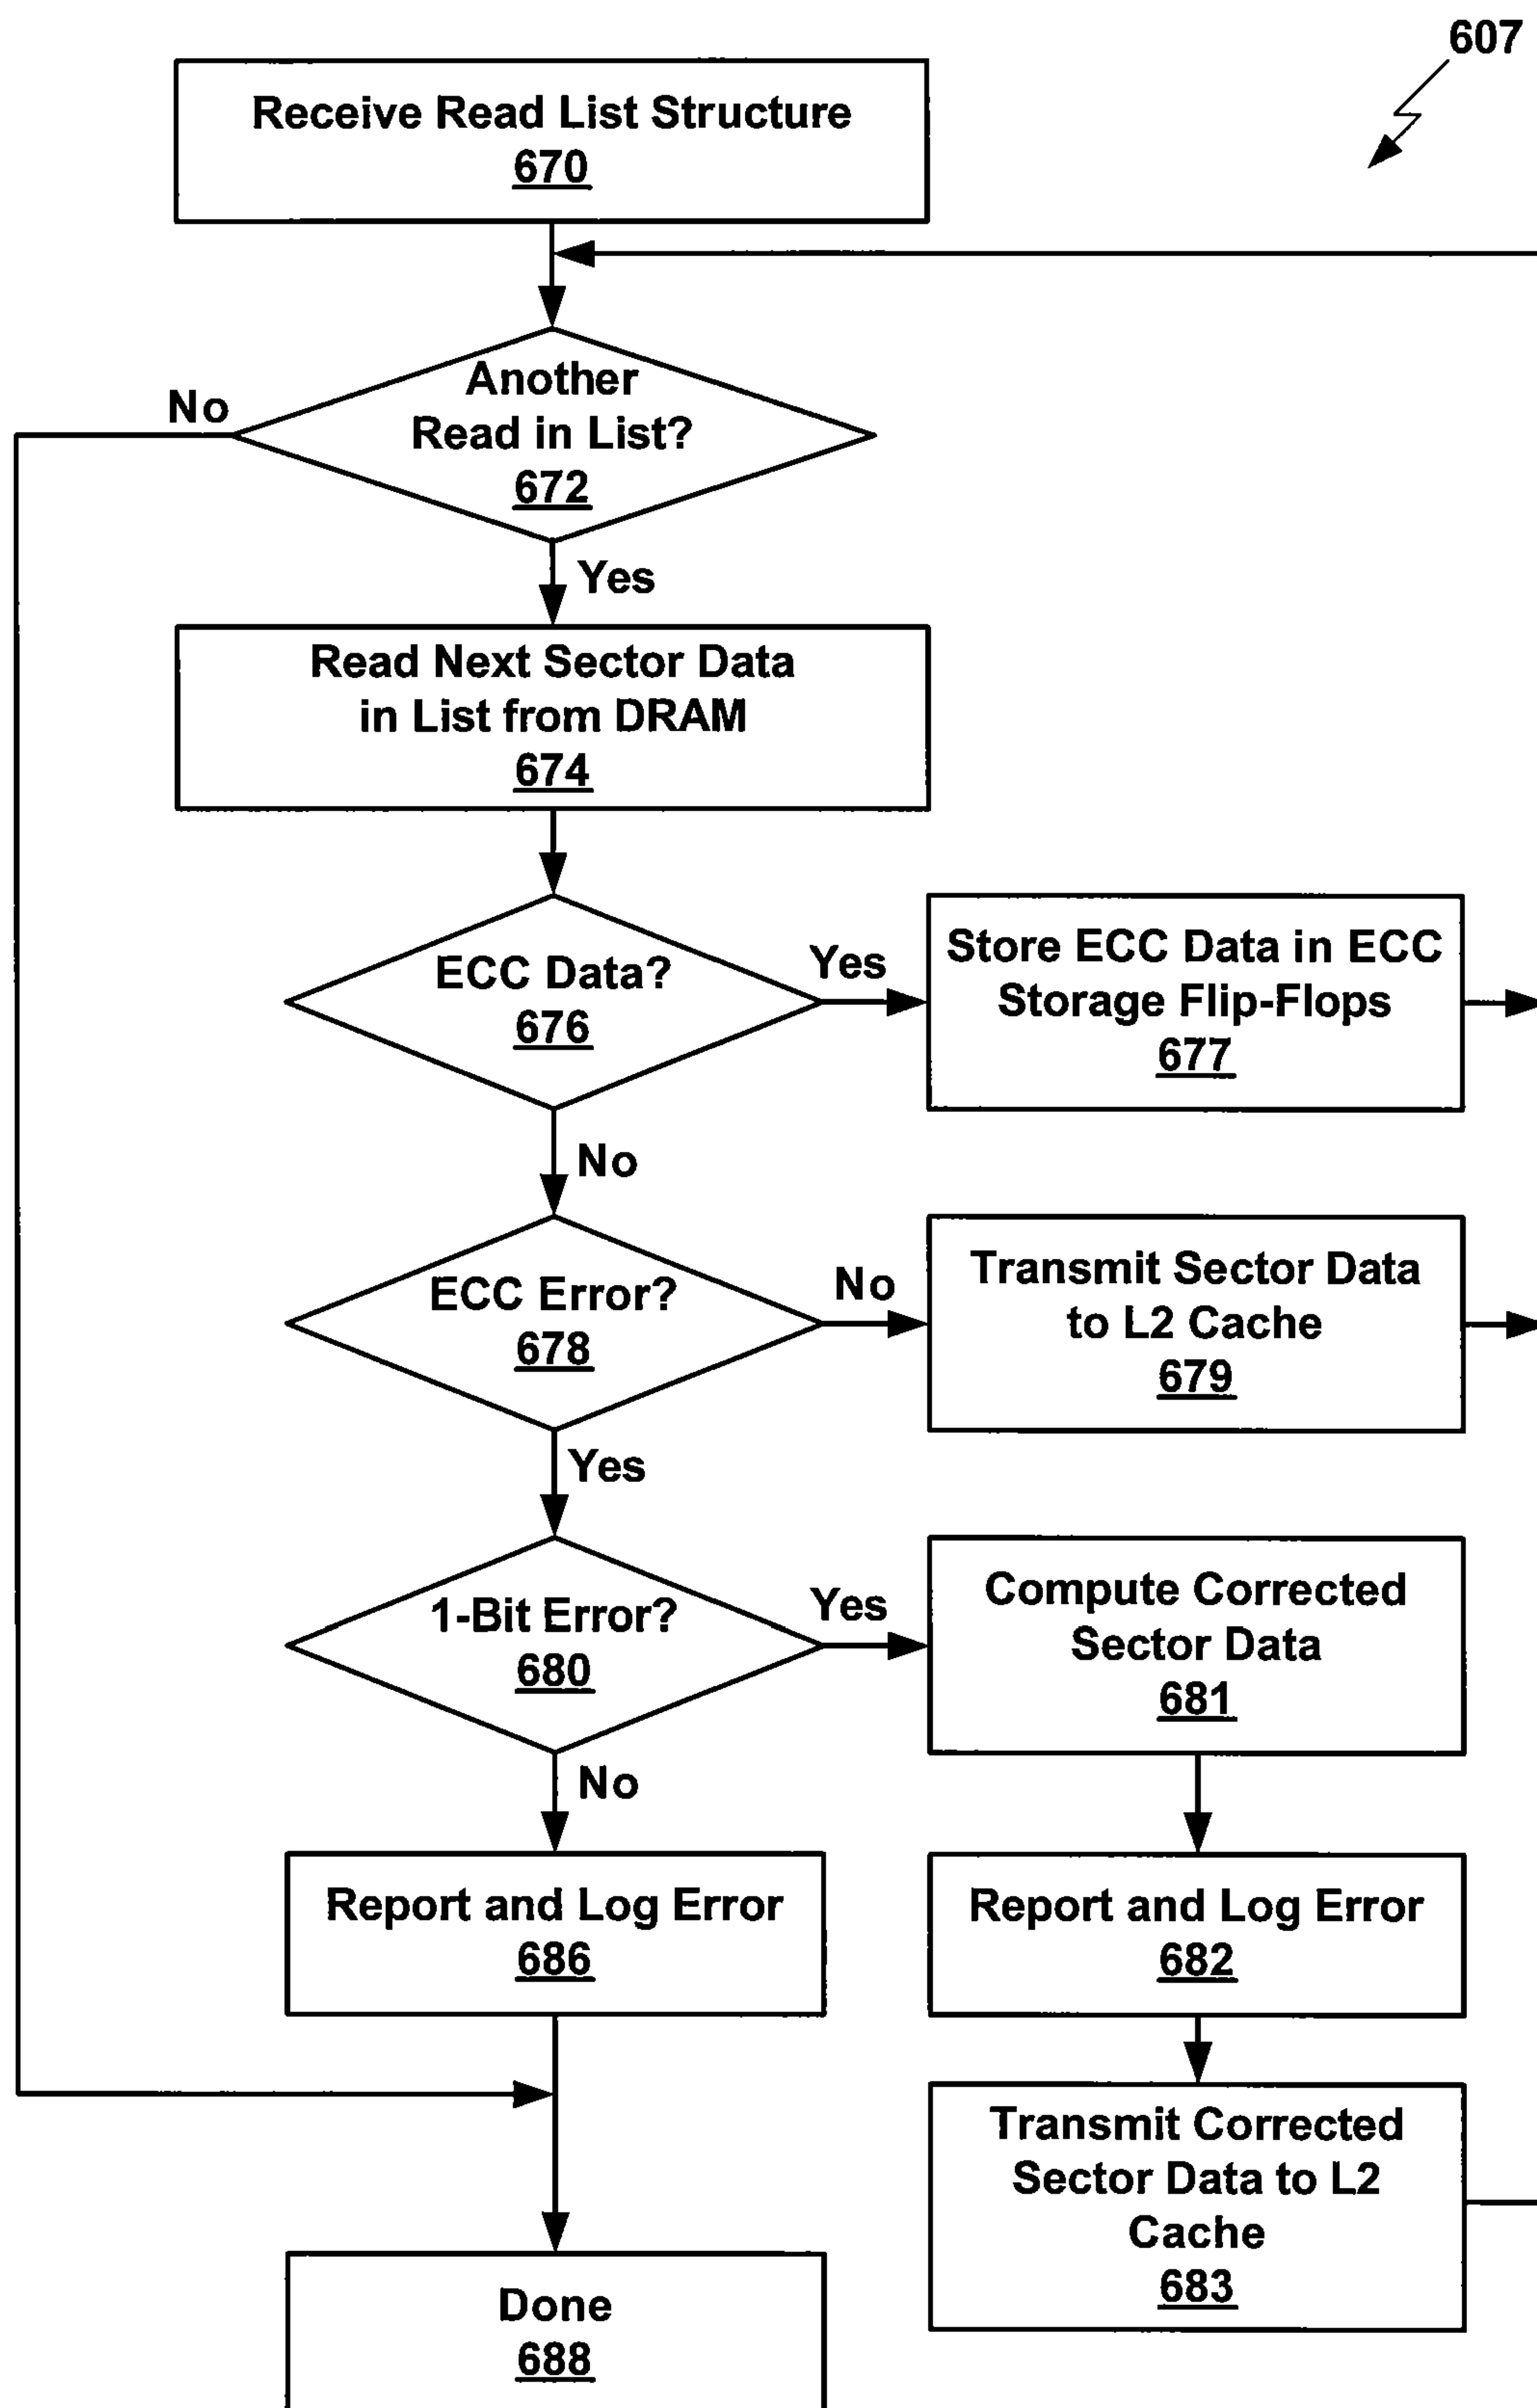 607
Receive Read List Structure
670
Another
Read in List?
672
No
Yes
Read Next Sector Data
in List from DRAM
674
ECC Data?
676
Yes
Store ECC Data in ECC
Storage Flip-Flops
677
No
ECC Error?
678
No
Transmit Sector Data
to L2 Cache
679
Yes
1-Bit Error?
680
Yes
Compute Corrected
Sector Data
681
No
Report and Log Error
686
Report and Log Error
682
Transmit Corrected
Sector Data to L2
Cache
683
Done
688